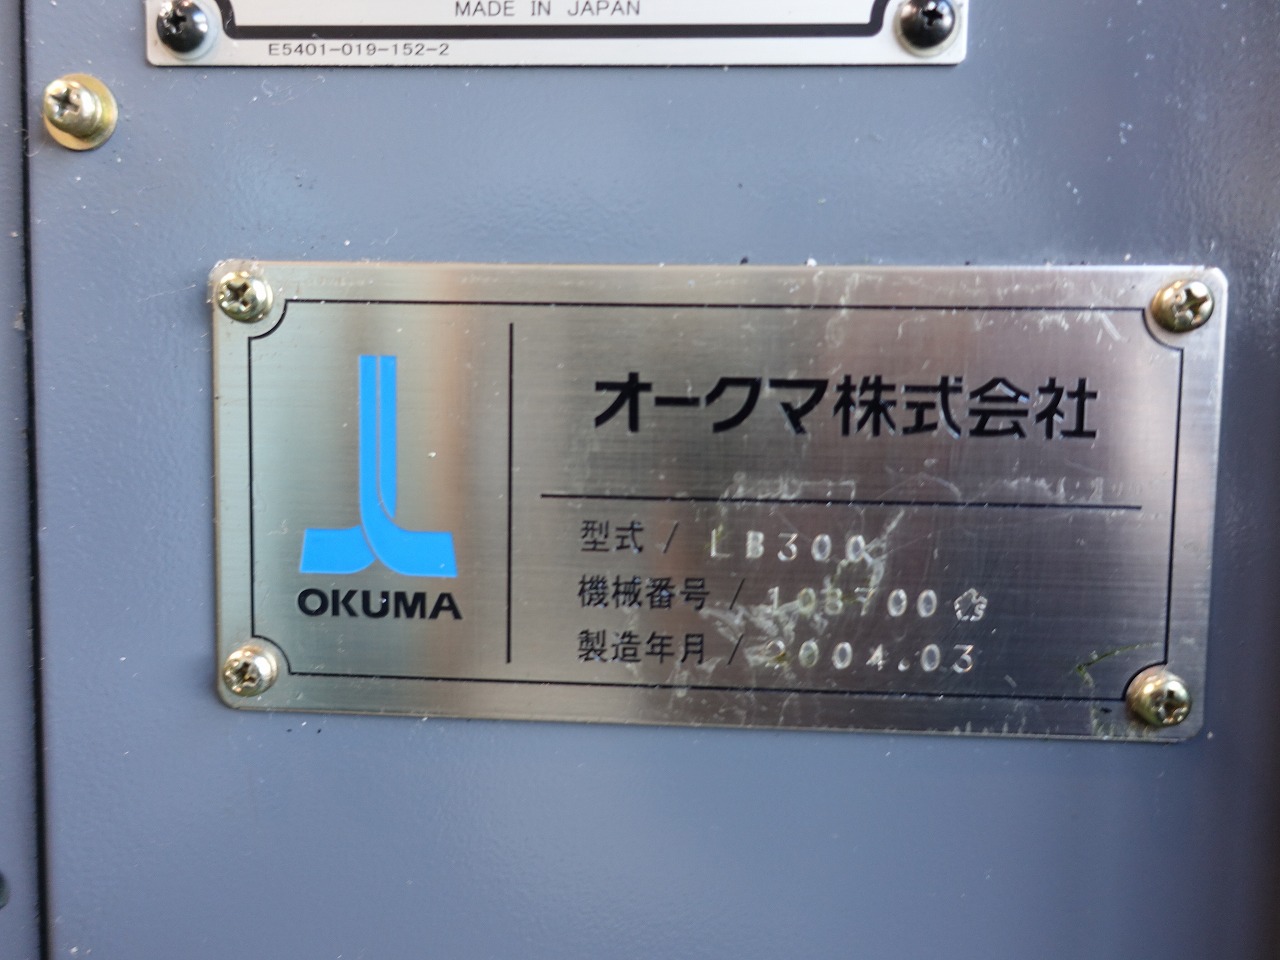 MADE IN JAPAN
E5401-019-152-2
オークマ株式会社
型式 / LB300
機械番号 /
製造年月 / 2004.03
OKUMA